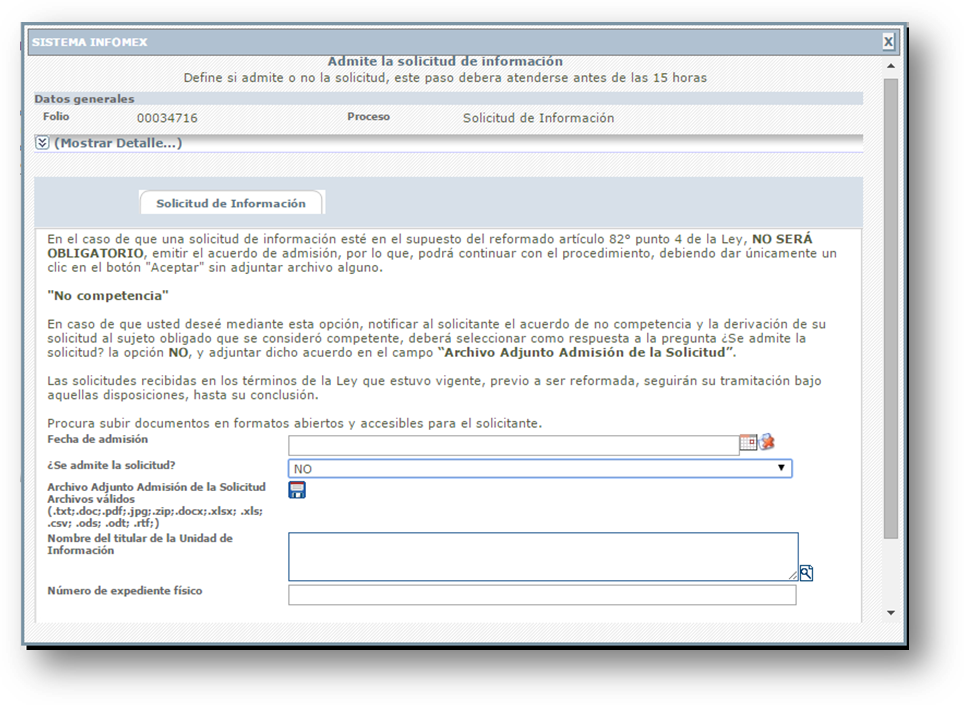 SISTEMA INFOMEX
X
Admite la solicitud de información
Define si admite o no la solicitud, este paso debera atenderse antes de las 15 horas
Datos generales
Folio 00034716 Proceso Solicitud de Información
(Mostrar Detalle...)
Solicitud de Información
En el caso de que una solicitud de información esté en el supuesto del reformado artículo 82° punto 4 de la Ley, NO SERÁ
OBLIGATORIO, emitir el acuerdo de admisión, por lo que, podrá continuar con el procedimiento, debiendo dar únicamente un
clic en el botón "Aceptar" sin adjuntar archivo alguno.
"No competencia"
En caso de que usted deseé mediante esta opción, notificar al solicitante el acuerdo de no competencia y la derivación de su
solicitud al sujeto obligado que se consideró competente, deberá seleccionar como respuesta a la pregunta ¿Se admite la
solicitud? la opción NO, y adjuntar dicho acuerdo en el campo “Archivo Adjunto Admisión de la Solicitud”.
Las solicitudes recibidas en los términos de la Ley que estuvo vigente, previo a ser reformada, seguirán su tramitación bajo
aquellas disposiciones, hasta su conclusión.
Procura subir documentos en formatos abiertos y accesibles para el solicitante.
Fecha de admisión
¿Se admite la solicitud? NO
Archivo Adjunto Admisión de la Solicitud
Archivos válidos
(.txt;.doc;.pdf;.jpg;.zip;.docx;.xlsx; .xls;
.csv; .ods; .odt; .rtf;)
Nombre del titular de la Unidad de
Información
Número de expediente físico